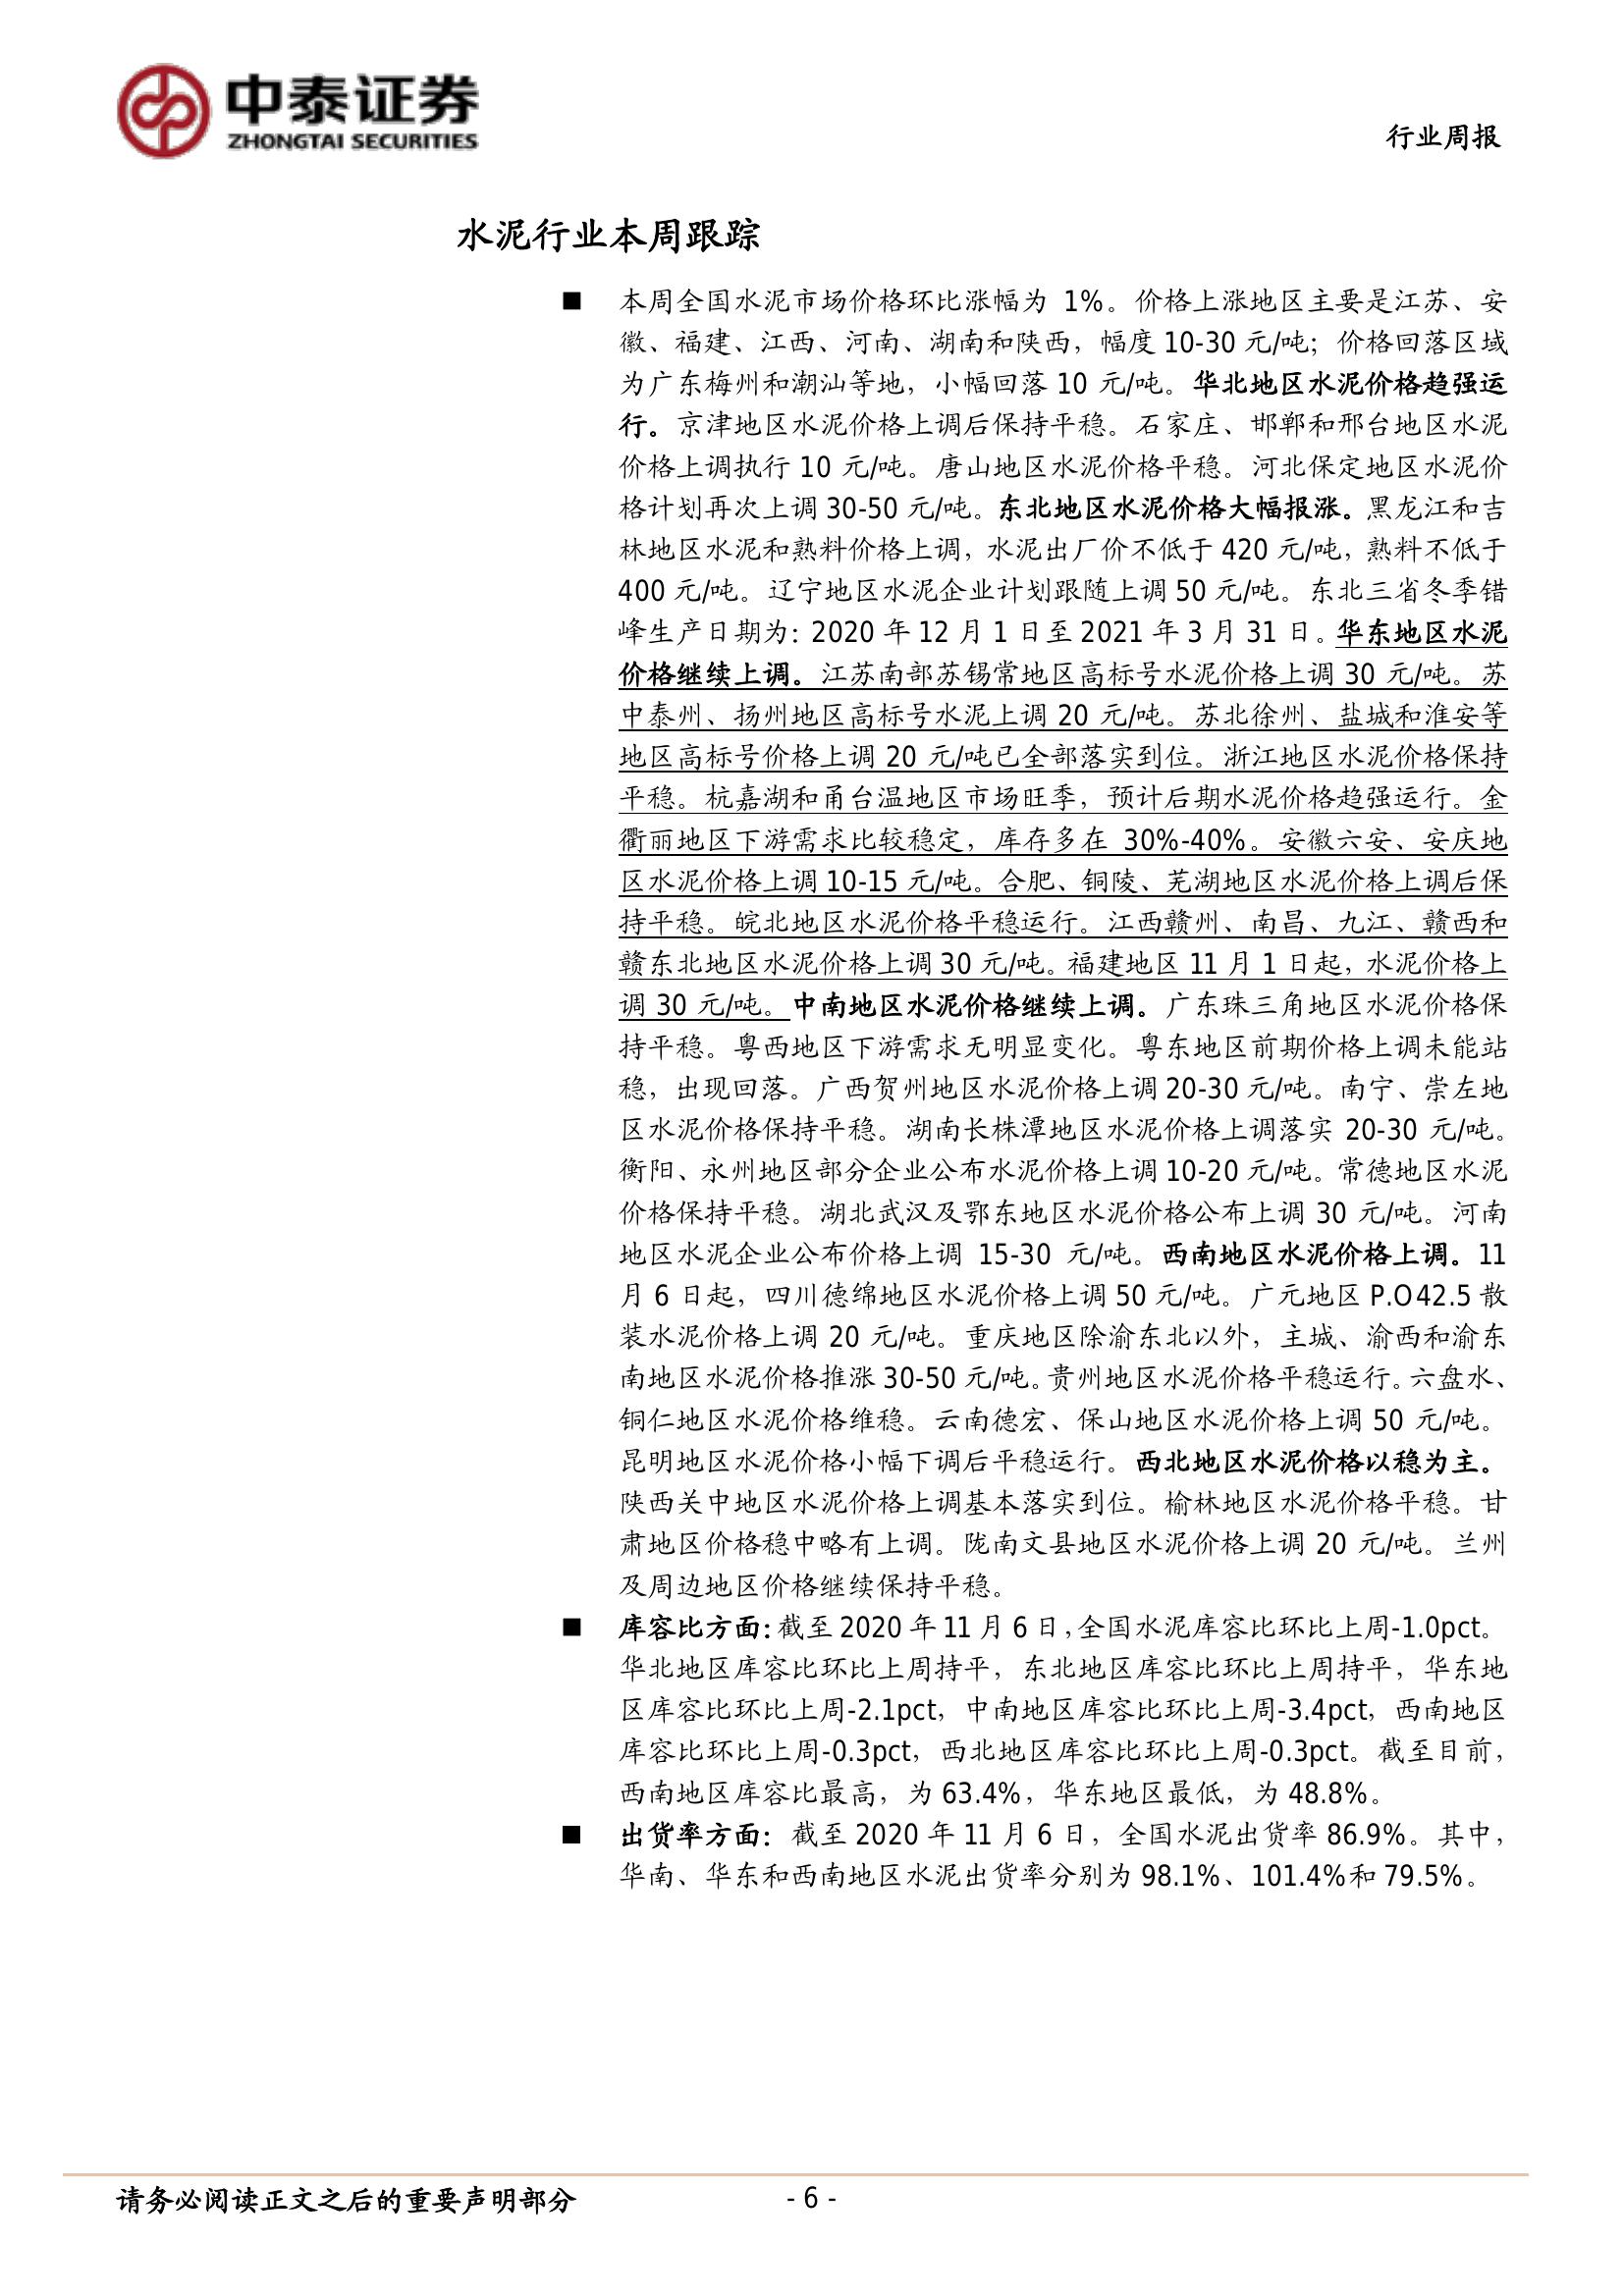 中泰证券
ZHONGTAI SECURITIES
行业周报
水泥行业本周跟踪
■ 本周全国水泥市场价格环比涨幅为 1%。价格上涨地区主要是江苏、安
徽、福建、江西、河南、湖南和陕西，幅度 10-30 元/吨；价格回落区域
为广东梅州和潮汕等地，小幅回落 10 元/吨。华北地区水泥价格趋强运
行。京津地区水泥价格上调后保持平稳。石家庄、邯郸和邢台地区水泥
价格上调执行 10 元/吨。唐山地区水泥价格平稳。河北保定地区水泥价
格计划再次上调 30-50 元/吨。东北地区水泥价格大幅报涨。黑龙江和吉
林地区水泥和熟料价格上调，水泥出厂价不低于 420 元/吨，熟料不低于
400 元/吨。辽宁地区水泥企业计划跟随上调 50 元/吨。东北三省冬季错
峰生产日期为：2020 年 12 月 1 日至 2021 年 3 月 31 日。华东地区水泥
价格继续上调。江苏南部苏锡常地区高标号水泥价格上调 30 元/吨。苏
中泰州、扬州地区高标号水泥上调 20 元/吨。苏北徐州、盐城和淮安等
地区高标号价格上调 20 元/吨已全部落实到位。浙江地区水泥价格保持
平稳。杭嘉湖和甬台温地区市场旺季，预计后期水泥价格趋强运行。金
衢丽地区下游需求比较稳定，库存多在 30%-40%。安徽六安、安庆地
区水泥价格上调 10-15 元/吨。合肥、铜陵、芜湖地区水泥价格上调后保
持平稳。皖北地区水泥价格平稳运行。江西赣州、南昌、九江、赣西和
赣东北地区水泥价格上调 30 元/吨。福建地区 11 月 1 日起，水泥价格上
调 30 元/吨。中南地区水泥价格继续上调。广东珠三角地区水泥价格保
持平稳。粤西地区下游需求无明显变化。粤东地区前期价格上调未能站
稳，出现回落。广西贺州地区水泥价格上调 20-30 元/吨。南宁、崇左地
区水泥价格保持平稳。湖南长株潭地区水泥价格上调落实 20-30 元/吨。
衡阳、永州地区部分企业公布水泥价格上调 10-20 元/吨。常德地区水泥
价格保持平稳。湖北武汉及鄂东地区水泥价格公布上调 30 元/吨。河南
地区水泥企业公布价格上调 15-30 元/吨。西南地区水泥价格上调。11
月 6 日起，四川德绵地区水泥价格上调 50 元/吨。广元地区 P.O42.5 散
装水泥价格上调 20 元/吨。重庆地区除渝东北以外，主城、渝西和渝东
南地区水泥价格推涨 30-50 元/吨。贵州地区水泥价格平稳运行。六盘水、
铜仁地区水泥价格维稳。云南德宏、保山地区水泥价格上调 50 元/吨。
昆明地区水泥价格小幅下调后平稳运行。西北地区水泥价格以稳为主。
陕西关中地区水泥价格上调基本落实到位。榆林地区水泥价格平稳。甘
肃地区价格稳中略有上调。陇南文县地区水泥价格上调 20 元/吨。兰州
及周边地区价格继续保持平稳。
■ 库容比方面：截至 2020 年 11 月 6 日，全国水泥库容比环比上周-1.0pct。
华北地区库容比环比上周持平，东北地区库容比环比上周持平，华东地
区库容比环比上周-2.1pct，中南地区库容比环比上周-3.4pct，西南地区
库容比环比上周-0.3pct，西北地区库容比环比上周-0.3pct。截至目前，
西南地区库容比最高，为 63.4%，华东地区最低，为 48.8%。
■ 出货率方面：截至 2020 年 11 月 6 日，全国水泥出货率 86.9%。其中，
华南、华东和西南地区水泥出货率分别为 98.1%、101.4%和 79.5%。
请务必阅读正文之后的重要声明部分 - 6 -